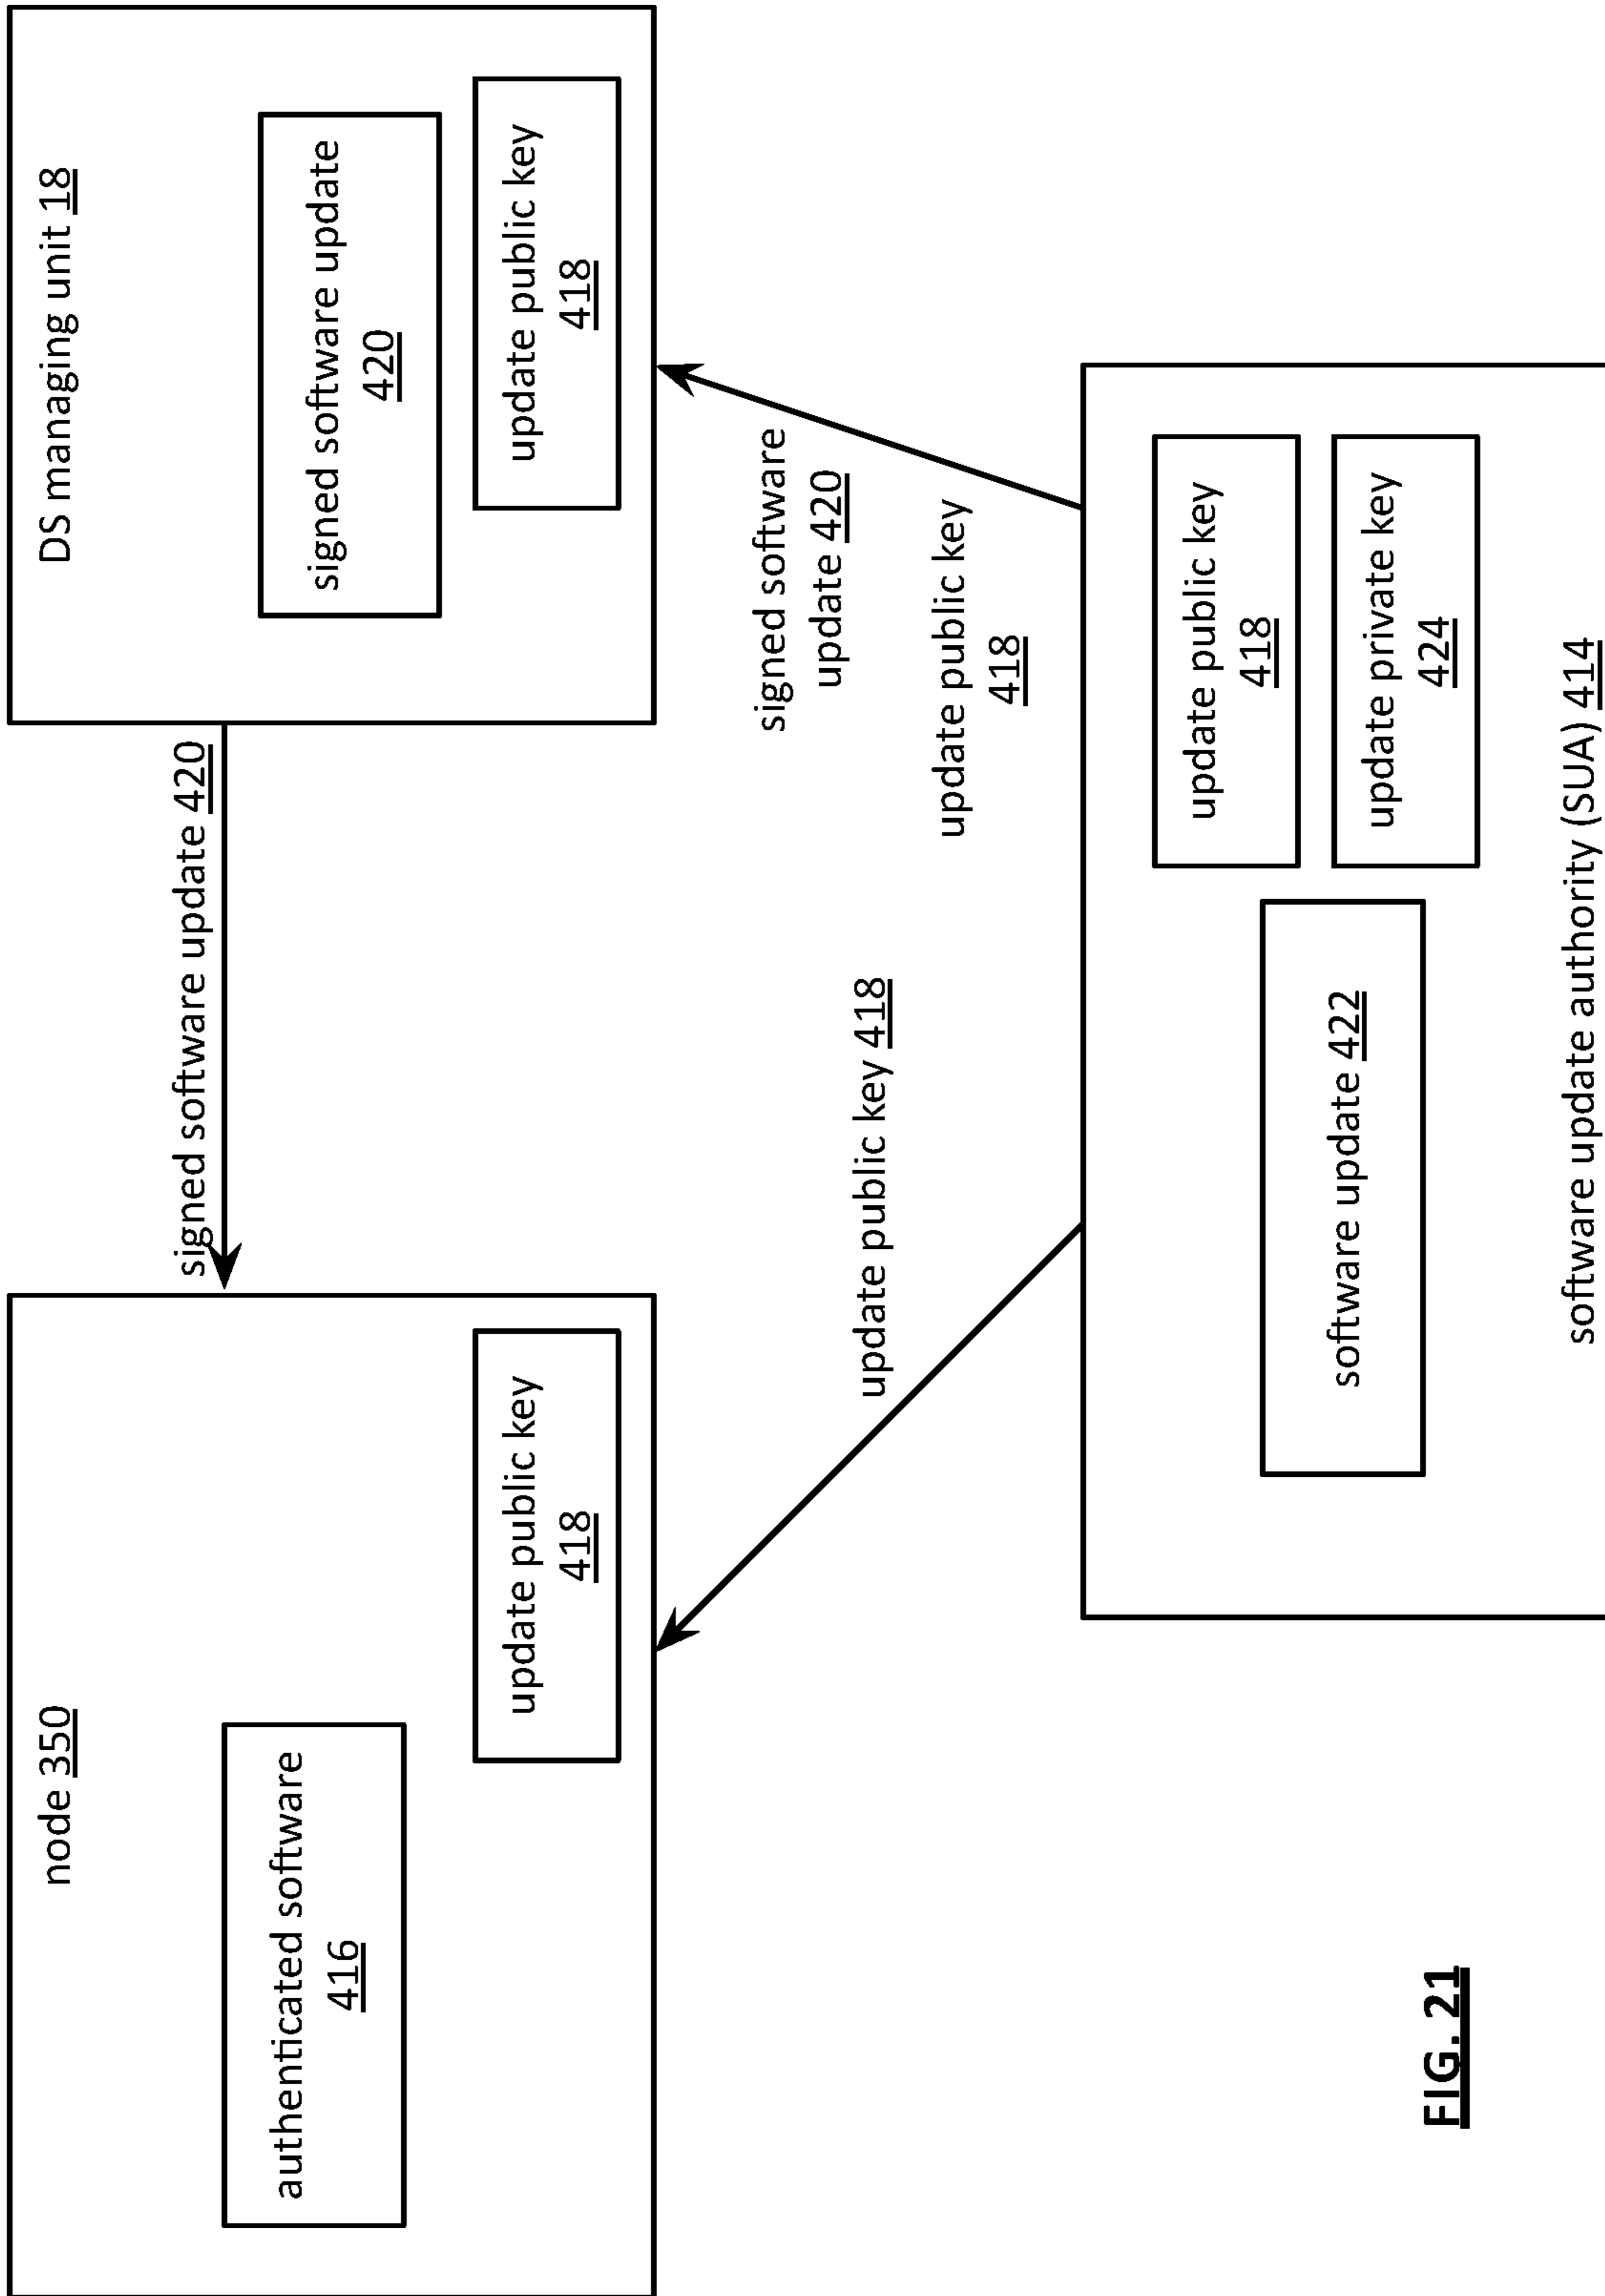 node 350
authenticated software
416
update public key
418
signed software update 420
DS managing unit 18
signed software update
420
update public key
418
update public key 418
signed software
update 420
update public key
418
software update 422
update public key
418
update private key
424
software update authority (SUA) 414
FIG. 21